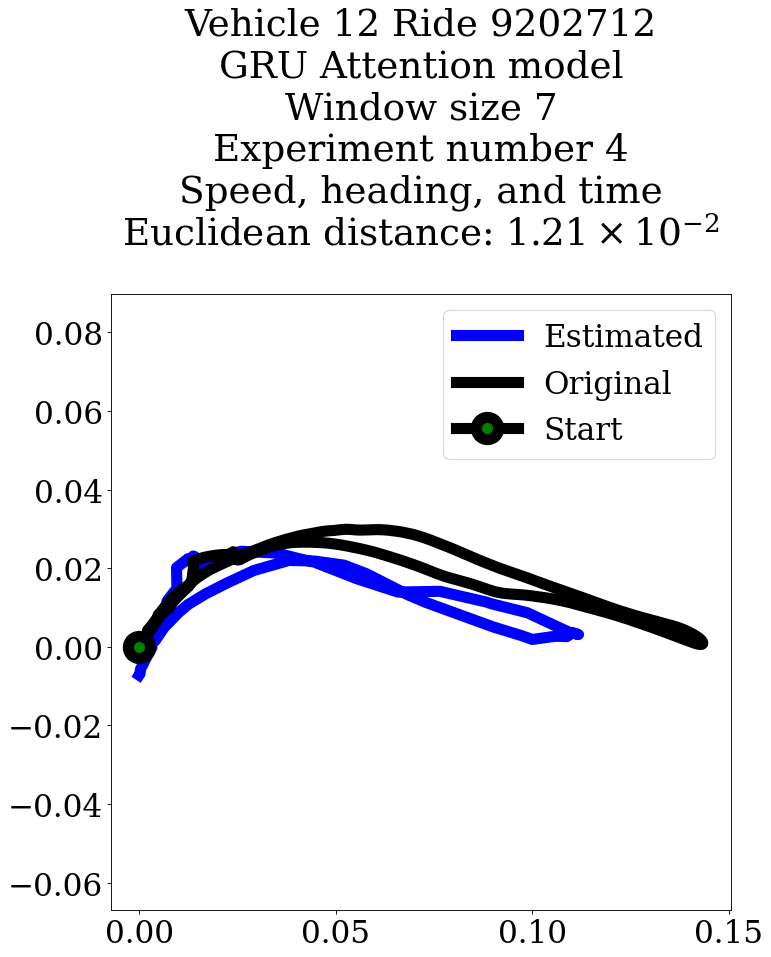 Vehicle 12 Ride 9202712
GRU Attention model
Window size 7
Experiment number 4
Speed, heading, and time
Euclidean distance: 1.21 × 10⁻²
Estimated
Original
Start
0.08
0.06
0.04
0.02
0.00
−0.02
−0.04
−0.06
0.00 0.05 0.10 0.15